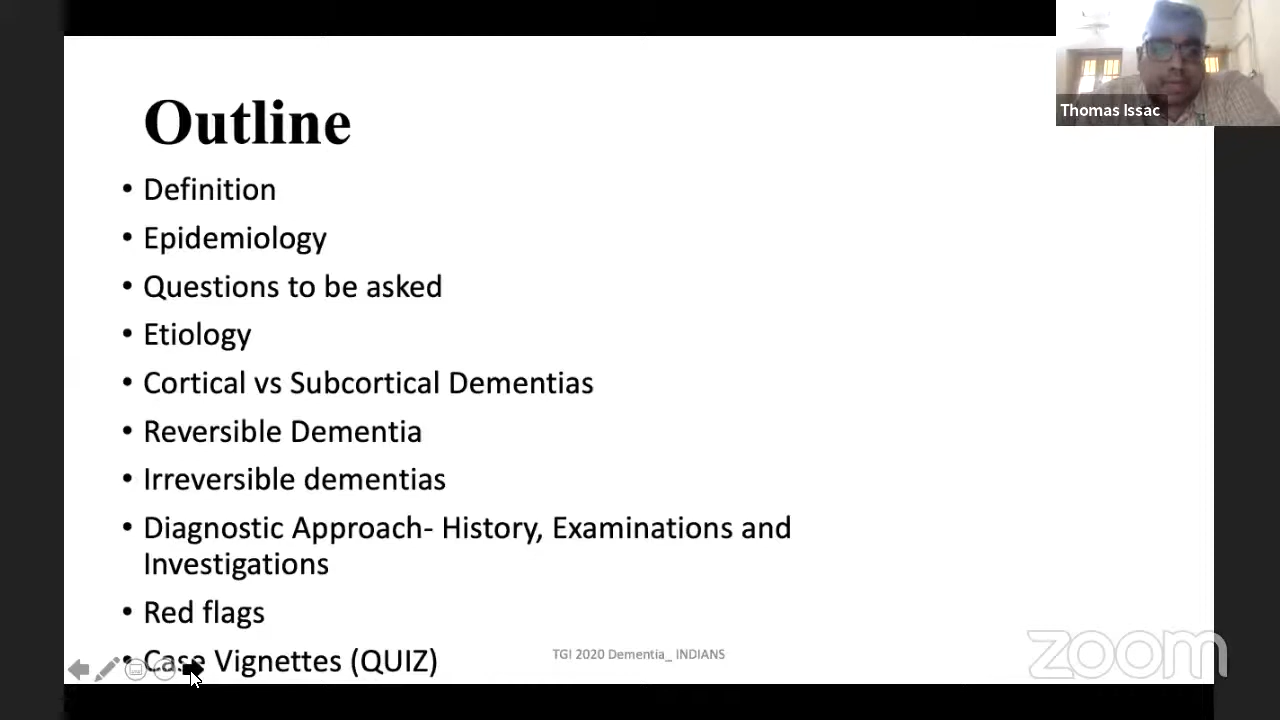 Outline
• Definition
• Epidemiology
• Questions to be asked
• Etiology
• Cortical vs Subcortical Dementias
• Reversible Dementia
• Irreversible dementias
• Diagnostic Approach- History, Examinations and
Investigations
• Red flags
• Case Vignettes (QUIZ)
TGI 2020 Dementia_ INDIANS
Thomas Issac
zoom